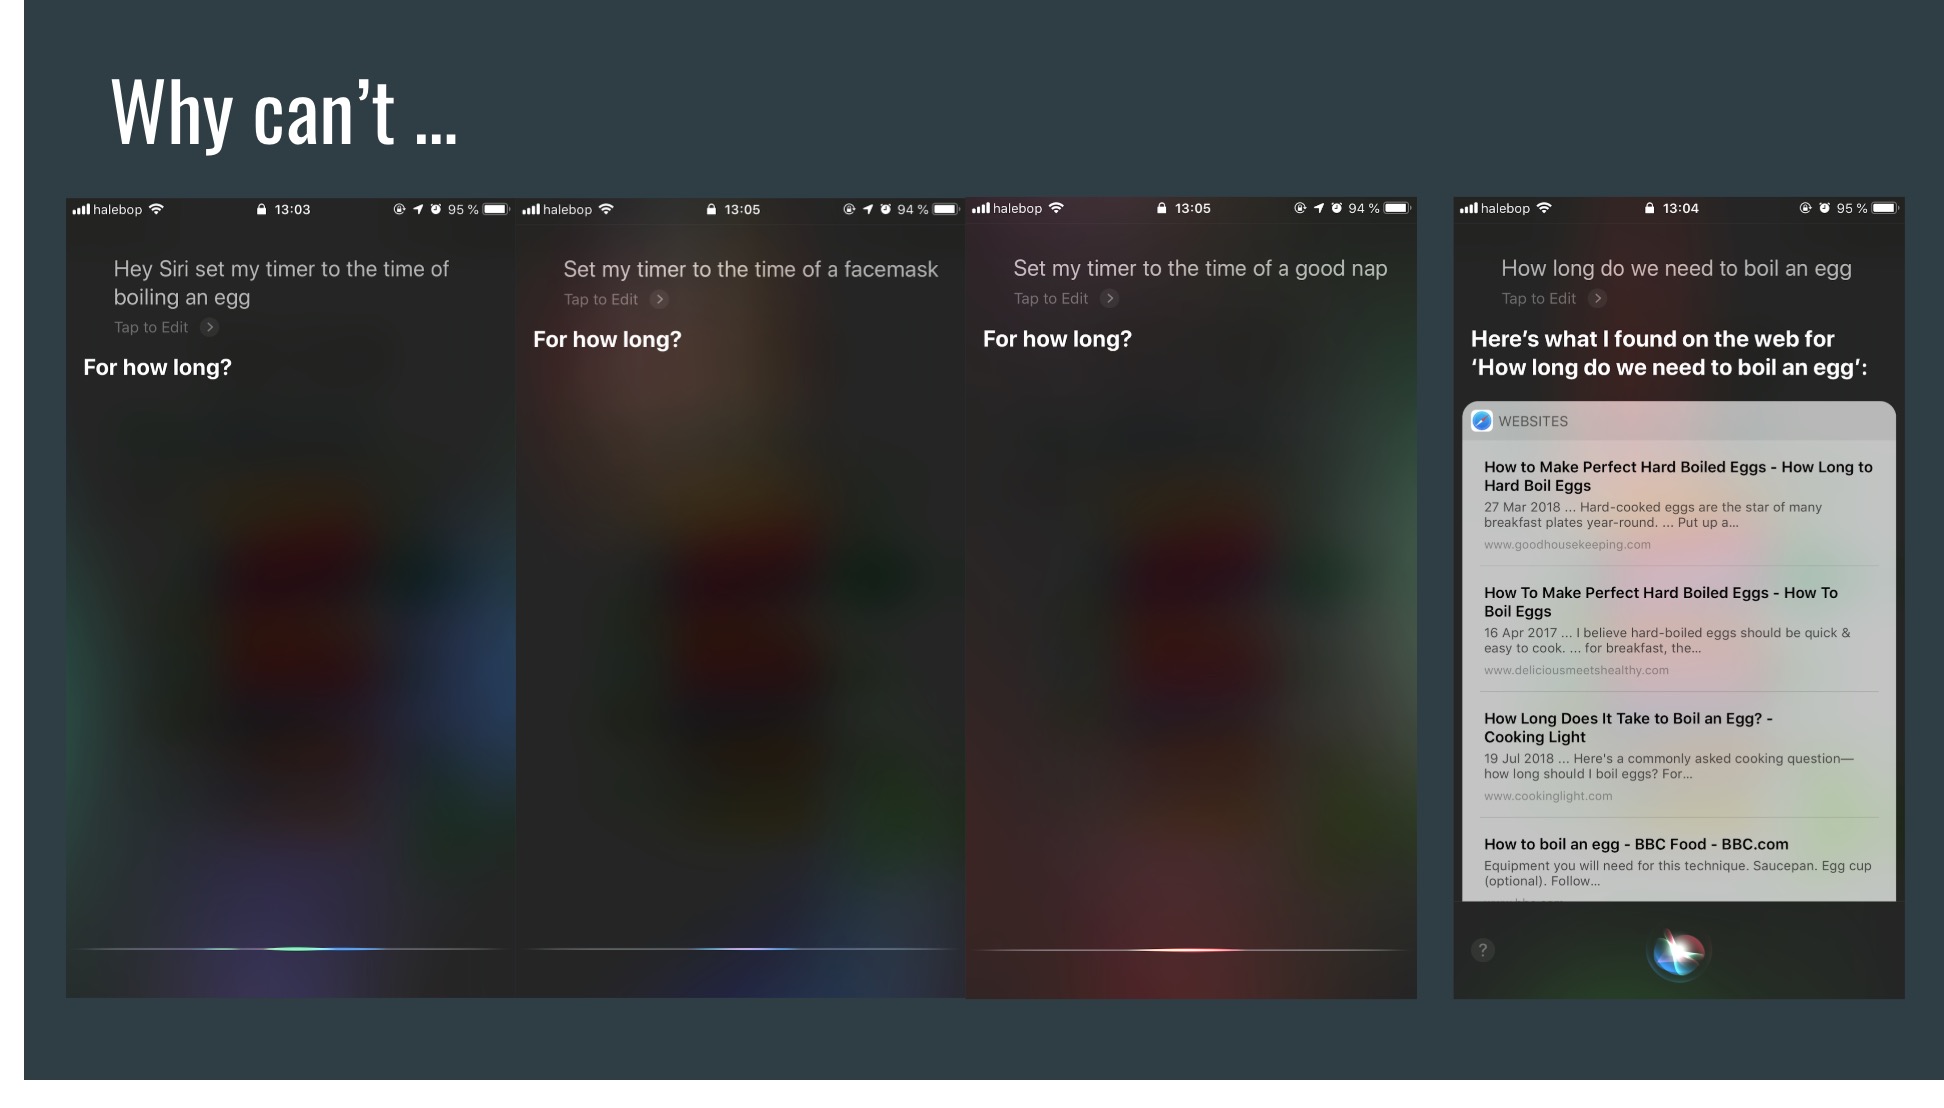 Why can’t ...
halebop
13:03
95 %
Hey Siri set my timer to the time of
boiling an egg
Tap to Edit
For how long?
halebop
13:05
94 %
Set my timer to the time of a facemask
Tap to Edit
For how long?
halebop
13:05
94 %
Set my timer to the time of a good nap
Tap to Edit
For how long?
halebop
13:04
95 %
How long do we need to boil an egg
Tap to Edit
Here’s what I found on the web for
‘How long do we need to boil an egg’:
WEBSITES
How to Make Perfect Hard Boiled Eggs - How Long to
Hard Boil Eggs
27 Mar 2018 ... Hard-cooked eggs are the star of many
breakfast plates year-round. ... Put up a...
www.goodhousekeeping.com
How To Make Perfect Hard Boiled Eggs - How To
Boil Eggs
16 Apr 2017 ... I believe hard-boiled eggs should be quick &
easy to cook. ... for breakfast, the...
www.deliciousmeetshealthy.com
How Long Does It Take to Boil an Egg? -
Cooking Light
19 Jul 2018 ... Here's a commonly asked cooking question—
how long should I boil eggs? For...
www.cookinglight.com
How to boil an egg - BBC Food - BBC.com
Equipment you will need for this technique. Saucepan. Egg cup
(optional). Follow...
?